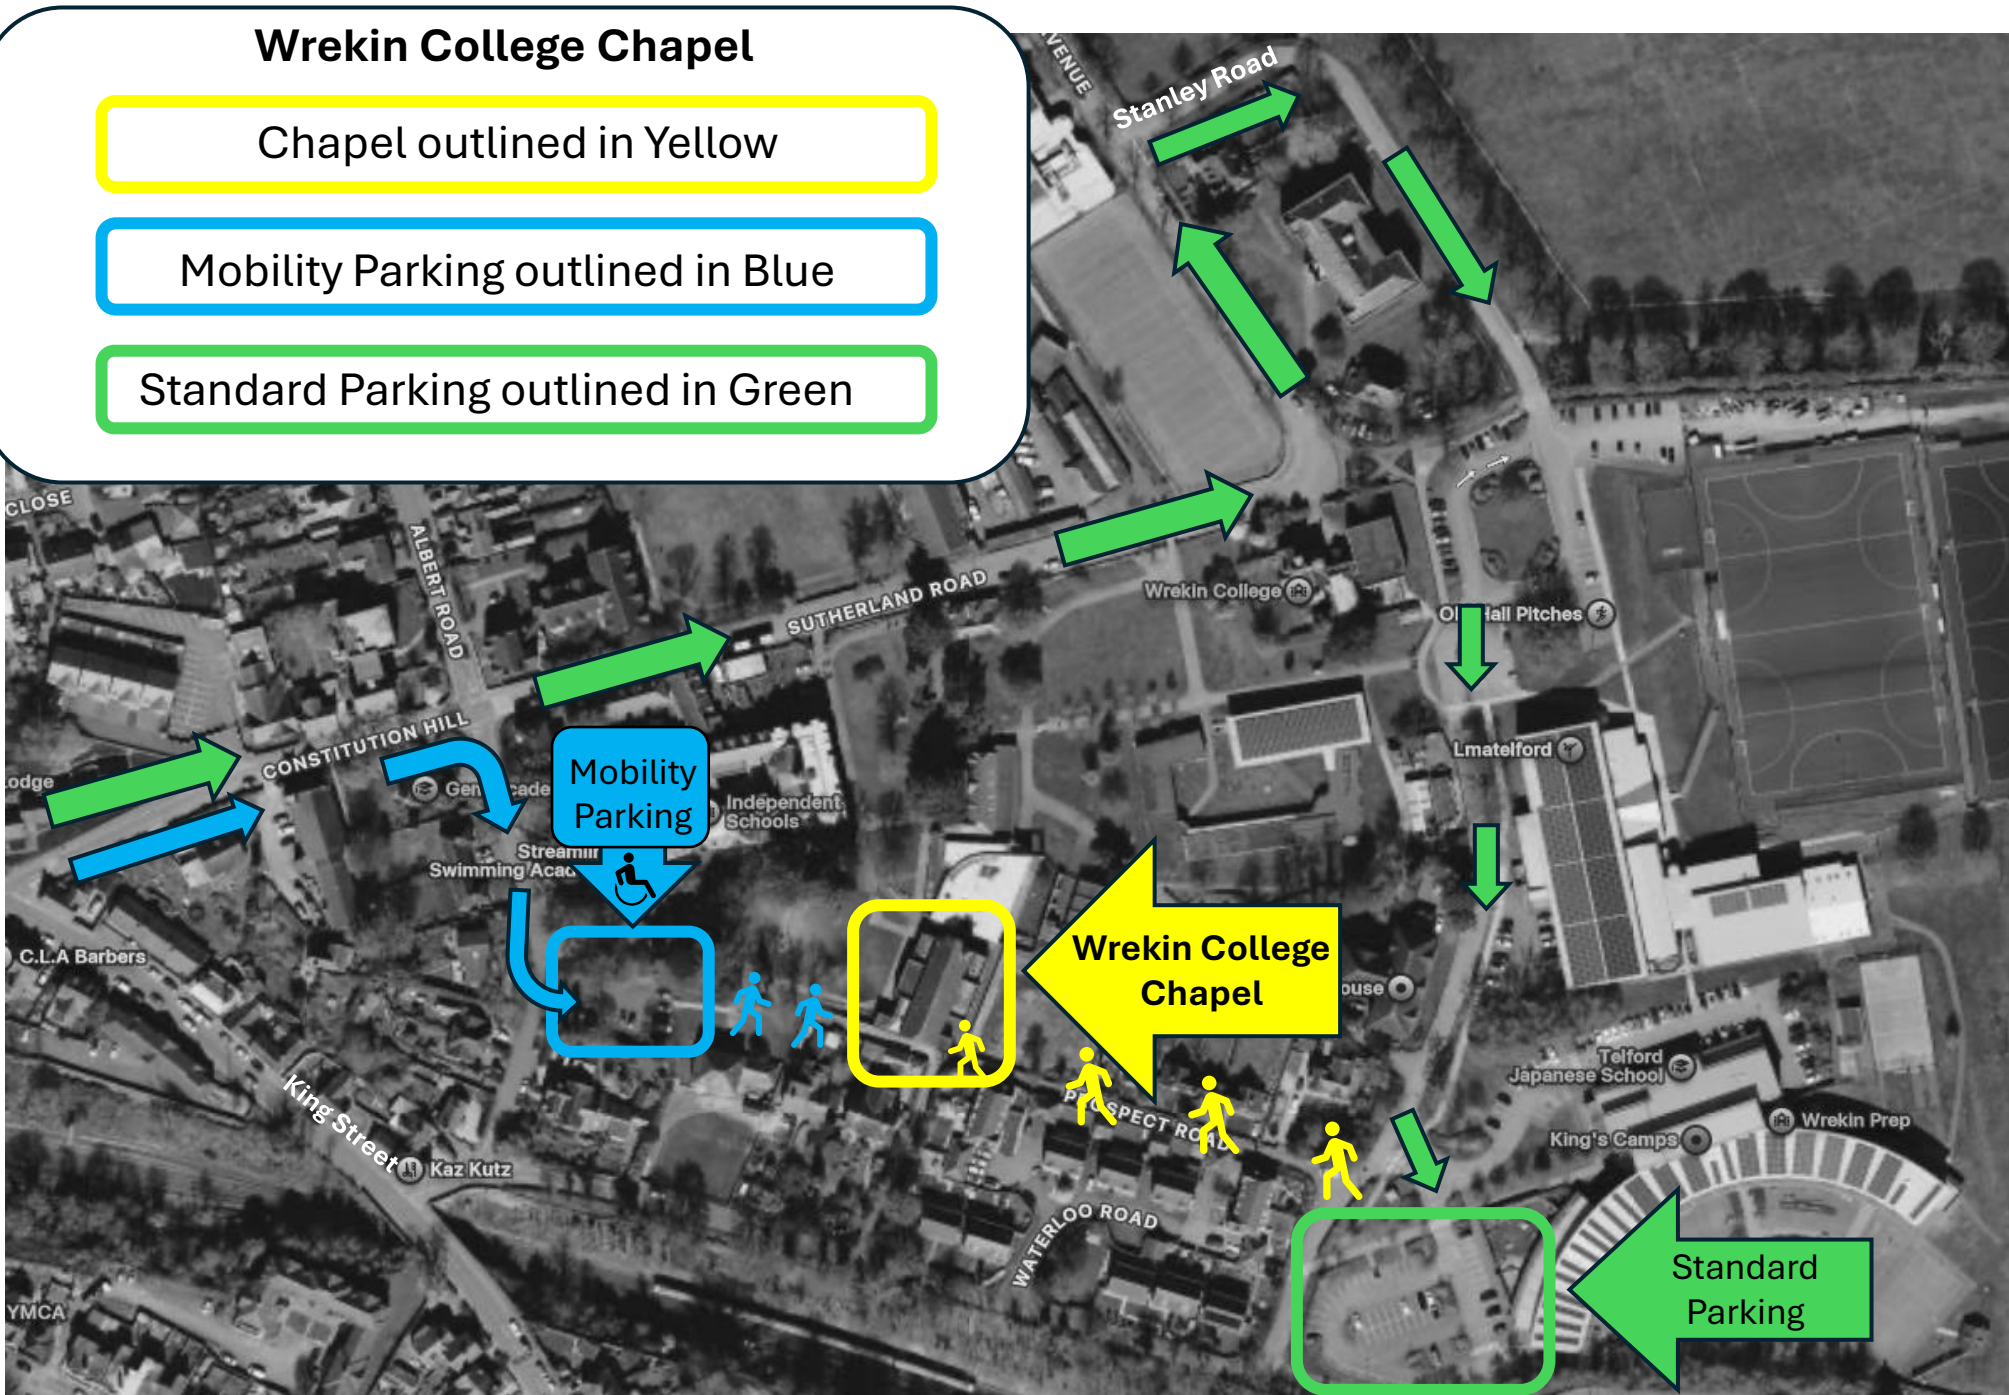 Wrekin College Chapel
Chapel outlined in Yellow
Mobility Parking outlined in Blue
Standard Parking outlined in Green
Stanley Road
CLOSE
ALBERT ROAD
SUTHERLAND ROAD
Wrekin College
CONSTITUTION HILL
Lmatelford
Mobility
Parking
Independent
Schools
Swimming
C.L.A Barbers
Wrekin College
Chapel
Telford
Japanese School
Wrekin Prep
King's Camps
PROSPECT ROAD
King Street
Kaz Kutz
WATERLOO ROAD
Standard
Parking
YMCA
Hall Pitches